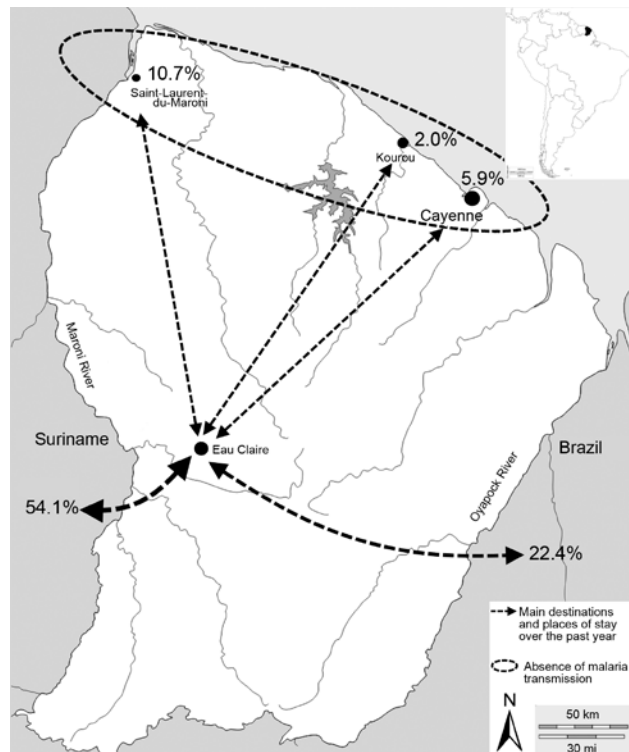 10.7%
Saint-Laurent-
du-Maroni
2.0%
Kourou
5.9%
Cayenne
Maroni River
Suriname
Eau Claire
Brazil
Oyapock River
54.1%
22.4%
Main destinations
and places of stay
over the past year
Absence of malaria
transmission
N
50 km
30 mi